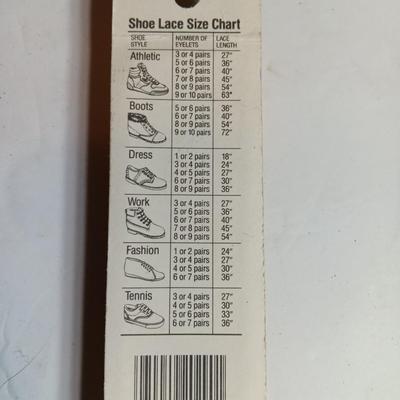 Shoe Lace Size Chart
SHOE STYLE NUMBER OF EYELETS LACE LENGTH
Athletic 3 or 4 pairs 27"
5 or 6 pairs 36"
6 or 7 pairs 40"
7 or 8 pairs 45"
8 or 9 pairs 54"
9 or 10 pairs 63"
Boots 5 or 6 pairs 36"
6 or 7 pairs 40"
8 or 9 pairs 54"
9 or 10 pairs 72"
Dress 1 or 2 pairs 18"
3 or 4 pairs 24"
4 or 5 pairs 27"
6 or 7 pairs 30"
8 or 9 pairs 36"
Work 3 or 4 pairs 27"
5 or 6 pairs 36"
6 or 7 pairs 40"
7 or 8 pairs 45"
8 or 9 pairs 54"
Fashion 1 or 2 pairs 24"
3 or 4 pairs 27"
4 or 5 pairs 30"
6 or 7 pairs 36"
Tennis 3 or 4 pairs 27"
4 or 5 pairs 30"
5 or 6 pairs 33"
6 or 7 pairs 36"